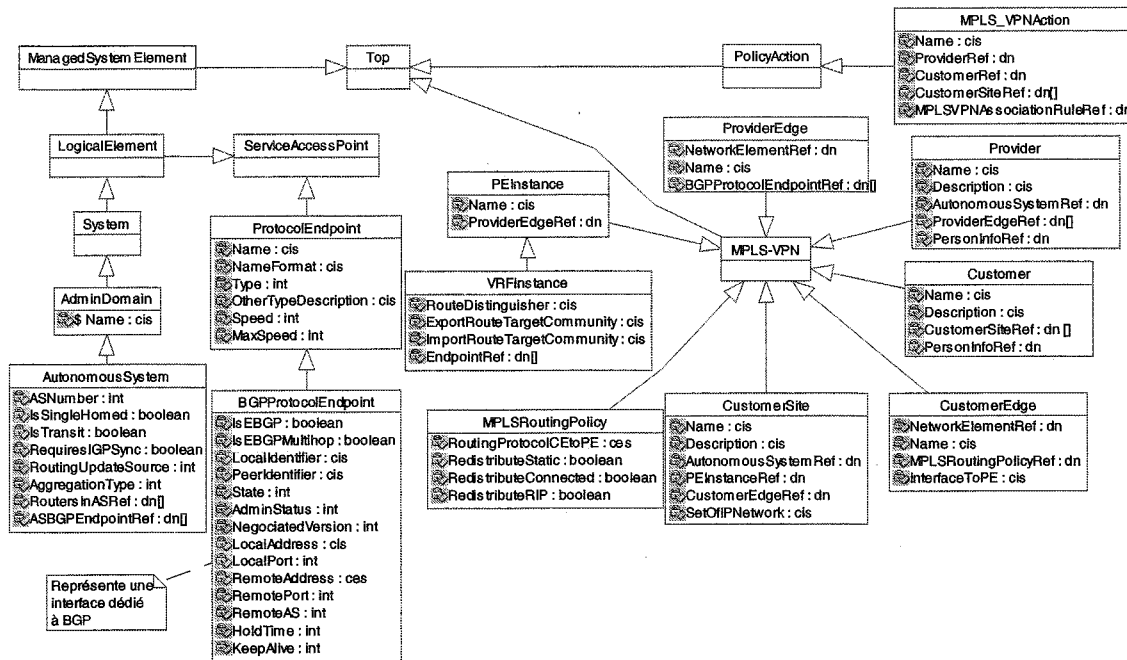 ManagedSystemElement
Top
PolicyAction
MPLS_VPNAction
Name : cis
ProviderRef : dn
CustomerRef : dn
CustomerSiteRef : dn[]
MPLSVPNAssociationRuleRef : dn
LogicalElement
ServiceAccessPoint
ProviderEdge
NetworkElementRef : dn
Name : cis
BGPProtocolEndpointRef : dn[]
Provider
Name : cis
Description : cis
AutonomousSystemRef : dn
ProviderEdgeRef : dn[]
PersonInfoRef : dn
PEInstance
Name : cis
ProviderEdgeRef : dn
System
ProtocolEndpoint
Name : cis
NameFormat : cis
Type : int
OtherTypeDescription : cis
Speed : int
MaxSpeed : int
MPLS-VPN
VRFInstance
RouteDistinguisher : cis
ExportRouteTargetCommunity : cis
ImportRouteTargetCommunity : cis
EndpointRef : dn[]
Customer
Name : cis
Description : cis
CustomerSiteRef : dn []
PersonInfoRef : dn
AdminDomain
$ Name : cis
AutonomousSystem
ASNumber : int
IsSingleHomed : boolean
IsTransit : boolean
RequiresIGPSync : boolean
RoutingUpdateSource : int
AggregationType : int
RoutersInASRef : dn[]
ASBGPEndpointRef : dn[]
BGPProtocolEndpoint
IsEBGP : boolean
IsEBGPMultihop : boolean
LocalIdentifier : cis
PeerIdentifier : cis
State : int
AdminStatus : int
NegociatedVersion : int
LocalAddress : cis
LocalPort : int
RemoteAddress : ces
RemotePort : int
RemoteAS : int
HoldTime : int
KeepAlive : int
MPLSRoutingPolicy
RoutingProtocolCEtoPE : ces
RedistributeStatic : boolean
RedistributeConnected : boolean
RedistributeRIP : boolean
CustomerSite
Name : cis
Description : cis
AutonomousSystemRef : dn
PEInstanceRef : dn
CustomerEdgeRef : dn
SetOfIPNetwork : cis
CustomerEdge
NetworkElementRef : dn
Name : cis
MPLSRoutingPolicyRef : dn
InterfaceToPE : cis
Représente une
interface dédié
à BGP